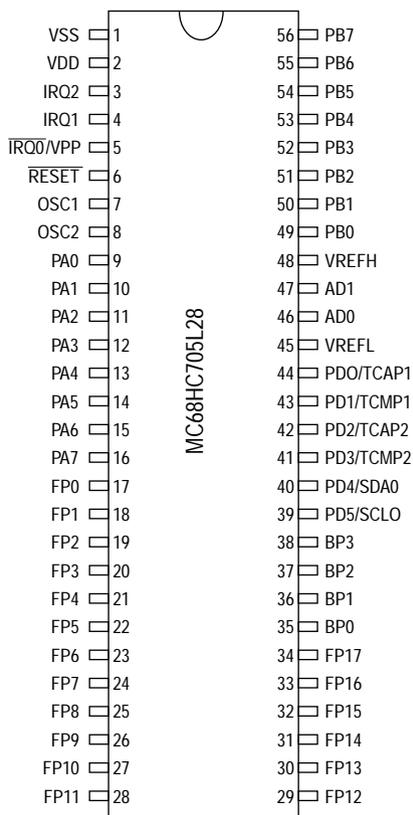 VSS 1 56 PB7
VDD 2 55 PB6
IRQ2 3 54 PB5
IRQ1 4 53 PB4
IRQ0/VPP 5 52 PB3
RESET 6 51 PB2
OSC1 7 50 PB1
OSC2 8 49 PB0
PA0 9 48 VREFH
PA1 10 47 AD1
PA2 11 46 AD0
PA3 12 45 VREFL
PA4 13 44 PD0/TCAP1
PA5 14 43 PD1/TCMP1
PA6 15 42 PD2/TCAP2
PA7 16 41 PD3/TCMP2
FP0 17 40 PD4/SDA0
FP1 18 39 PD5/SCL0
FP2 19 38 BP3
FP3 20 37 BP2
FP4 21 36 BP1
FP5 22 35 BP0
FP6 23 34 FP17
FP7 24 33 FP16
FP8 25 32 FP15
FP9 26 31 FP14
FP10 27 30 FP13
FP11 28 29 FP12
MC68HC705L28